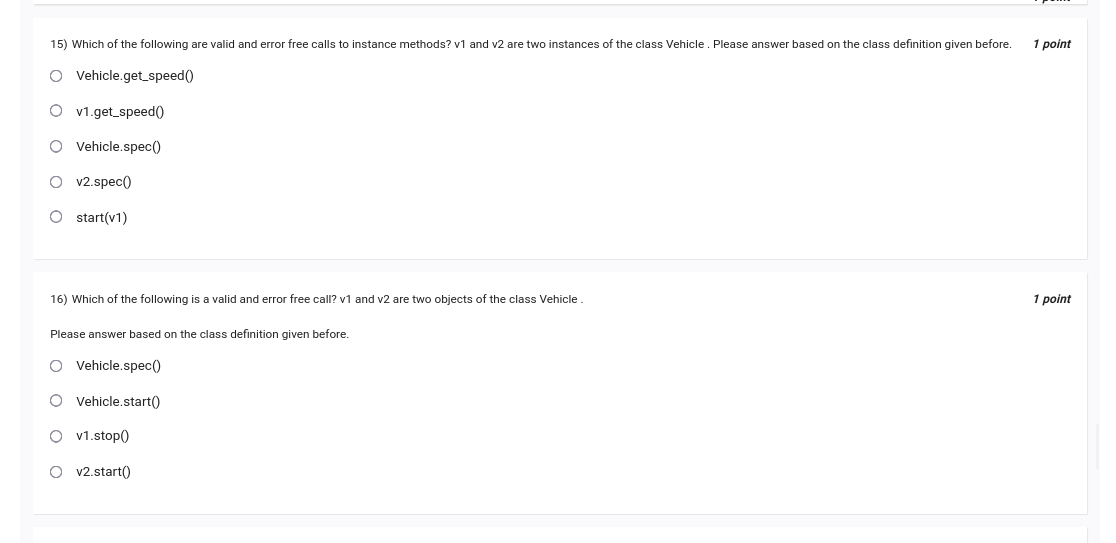 15) Which of the following are valid and error free calls to instance methods? v1 and v2 are two instances of the class Vehicle . Please answer based on the class definition given before. 1 point
Vehicle.get_speed()
v1.get_speed()
Vehicle.spec()
v2.spec()
start(v1)
16) Which of the following is a valid and error free call? v1 and v2 are two objects of the class Vehicle . 1 point
Please answer based on the class definition given before.
Vehicle.spec()
Vehicle.start()
v1.stop()
v2.start()